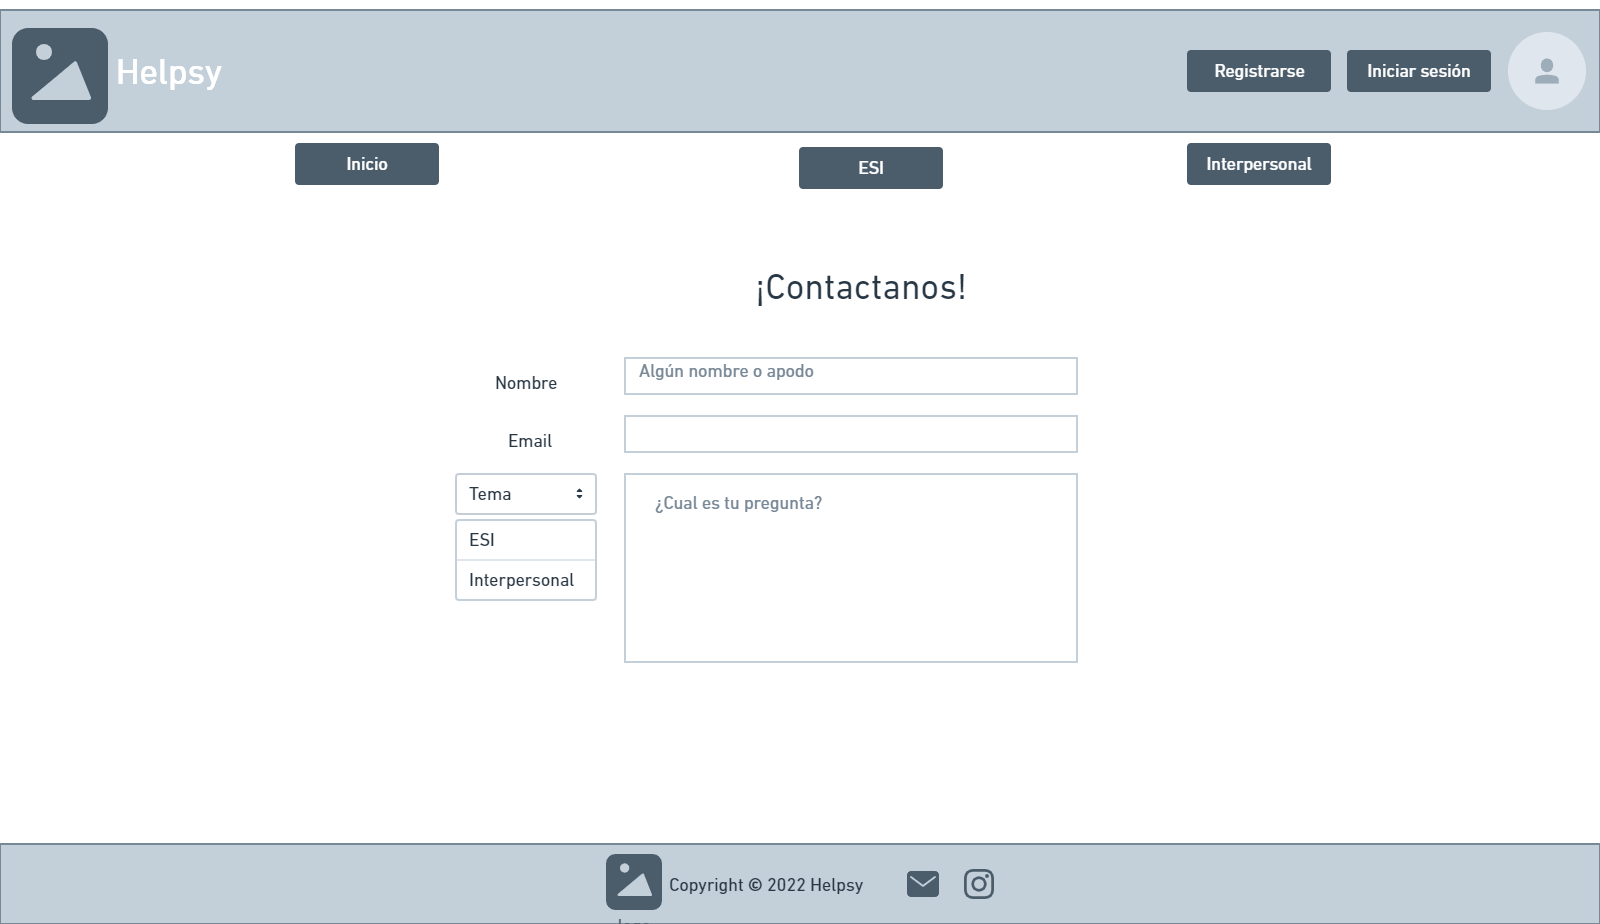 Helpsy
Registrarse
Iniciar sesión
Inicio
ESI
Interpersonal
¡Contactanos!
Nombre
Algún nombre o apodo
Email
Tema
¿Cual es tu pregunta?
ESI
Interpersonal
Copyright © 2022 Helpsy